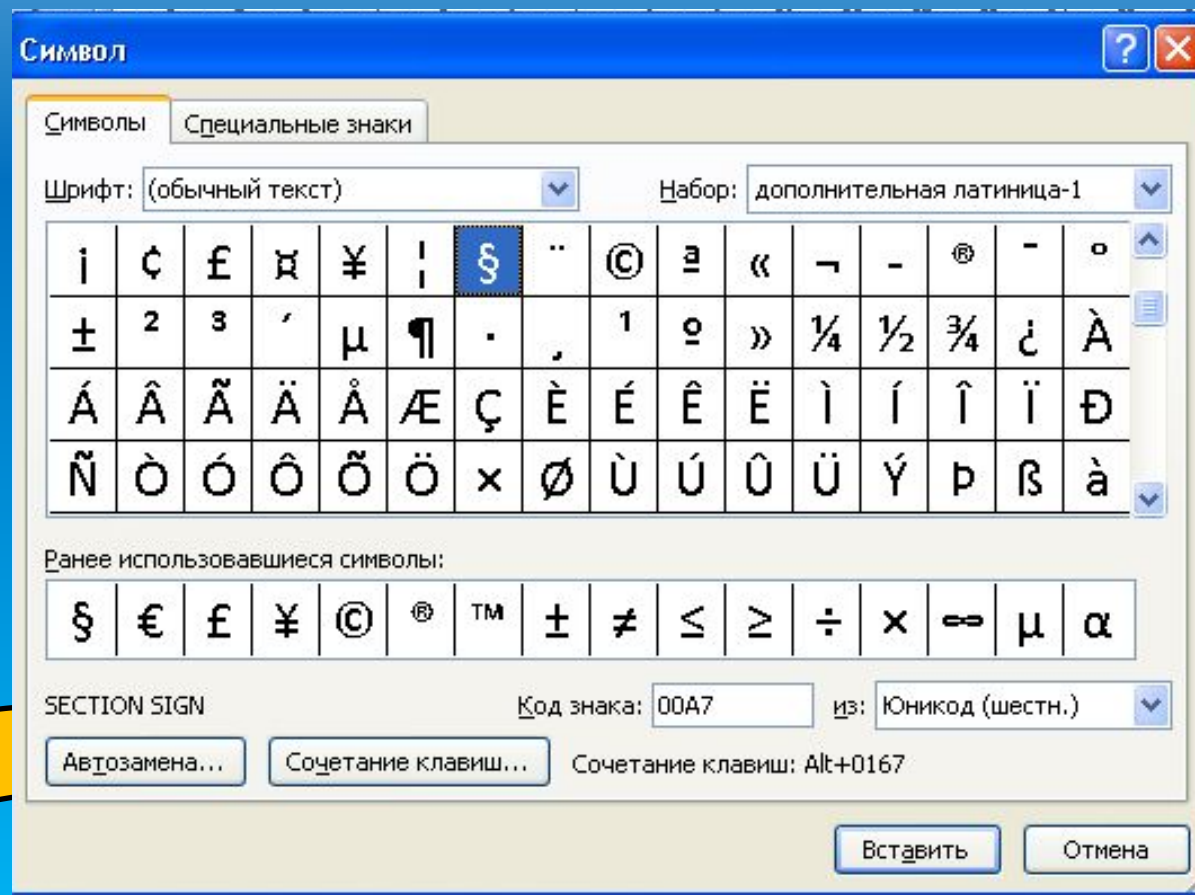 Символ ?
Символы Специальные знаки
Шрифт: (обычный текст) Набор: дополнительная латиница-1
¡ ¢ £ ¤ ¥ ¦ § ¨ © ª « ¬ - ® ¯ °
± ² ³ ´ µ ¶ · ¸ ¹ º » ¼ ½ ¾ ¿ À
Á Â Ã Ä Å Æ Ç È É Ê Ë Ì Í Î Ï Ð
Ñ Ò Ó Ô Õ Ö × Ø Ù Ú Û Ü Ý Þ ß à
Ранее использовавшиеся символы:
§ € £ ¥ © ® ™ ± ≠ ≤ ≥ ÷ × ∞ µ α
SECTION SIGN Код знака: 00A7 из: Юникод (шестн.)
Автозамена... Сочетание клавиш... Сочетание клавиш: Alt+0167
Вставить Отмена